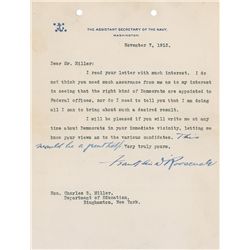 THE ASSISTANT SECRETARY OF THE NAVY
WASHINGTON
November 7, 1913.
Dear Mr. Miller:
I read your letter with much interest. I do
not think you need much assurance from me as to my interest
in seeing that the right kind of Democrats are appointed to
Federal offices, nor do I need to tell you that I am doing
all I can to bring about such a desired result.
I will be pleased if you will write me at any
time about Democrats in your immediate vicinity, letting me
know your views as to the various candidates. This
would be a great help. Very truly yours,
Franklin D Roosevelt
Hon. Charles S. Miller,
Department of Education,
Binghamton, New York.